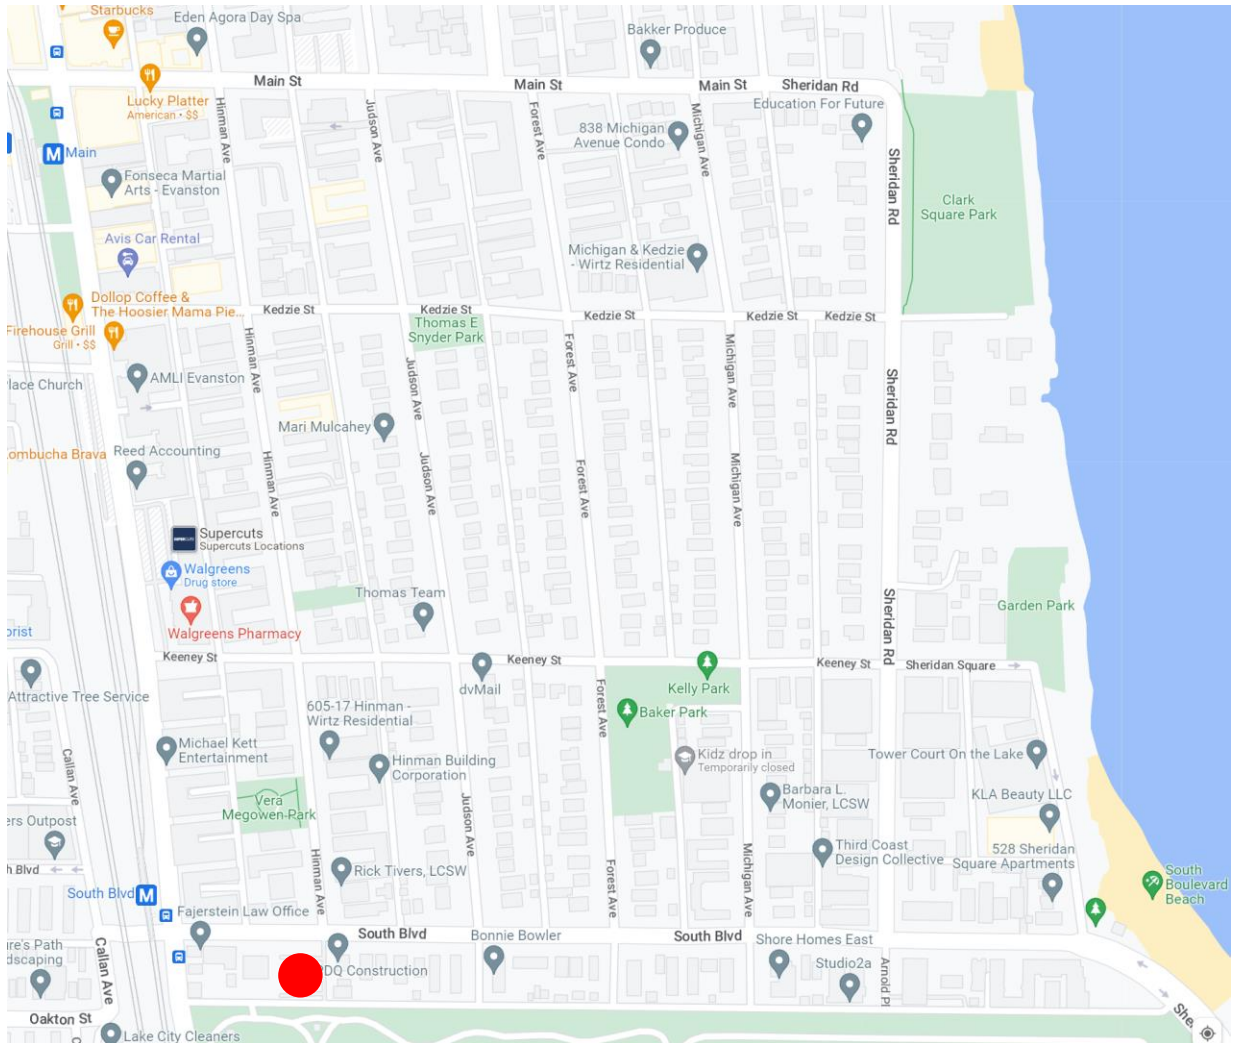 Starbucks
Eden Agora Day Spa
Bakker Produce
Main St
Main St
Main St
Sheridan Rd
Lucky Platter
American · $$
Hinman Ave
Judson Ave
Forest Ave
Michigan Ave
Education For Future
838 Michigan
Avenue Condo
Main
Sheridan Rd
Fonseca Martial
Arts - Evanston
Clark
Square Park
Avis Car Rental
Michigan & Kedzie
- Wirtz Residential
Dollop Coffee &
The Hoosier Mama Pie...
Kedzie St
Kedzie St
Kedzie St
Kedzie St
Kedzie St
Firehouse Grill
Grill · $$
Thomas E
Snyder Park
Hinman Ave
Judson Ave
Forest Ave
Michigan Ave
Sheridan Rd
lace Church
AMLI Evanston
Mari Mulcahey
ombucha Brava
Reed Accounting
Hinman Ave
Judson Ave
Forest Ave
Michigan Ave
Supercuts
Supercuts Locations
Walgreens
Drug store
Thomas Team
Sheridan Rd
Garden Park
orist
Walgreens Pharmacy
Keeney St
Keeney St
Keeney St
Sheridan Square
Attractive Tree Service
dvMail
Kelly Park
605-17 Hinman -
Wirtz Residential
Forest Ave
Baker Park
Michael Kett
Entertainment
Hinman Building
Corporation
Kidz drop in
Temporarily closed
Tower Court On the Lake
Callan Ave
Vera
Megowen Park
Judson Ave
Barbara L.
Monier, LCSW
KLA Beauty LLC
ers Outpost
Third Coast
Design Collective
528 Sheridan
Square Apartments
h Blvd
Hinman Ave
Rick Tivers, LCSW
Forest Ave
Michigan Ave
South
Boulevard
Beach
South Blvd
Fajerstein Law Office
South Blvd
Bonnie Bowler
South Blvd
Shore Homes East
ure's Path
dscaping
Callan Ave
DQ Construction
Studio2a
Arnold Pl
Oakton St
Lake City Cleaners
She